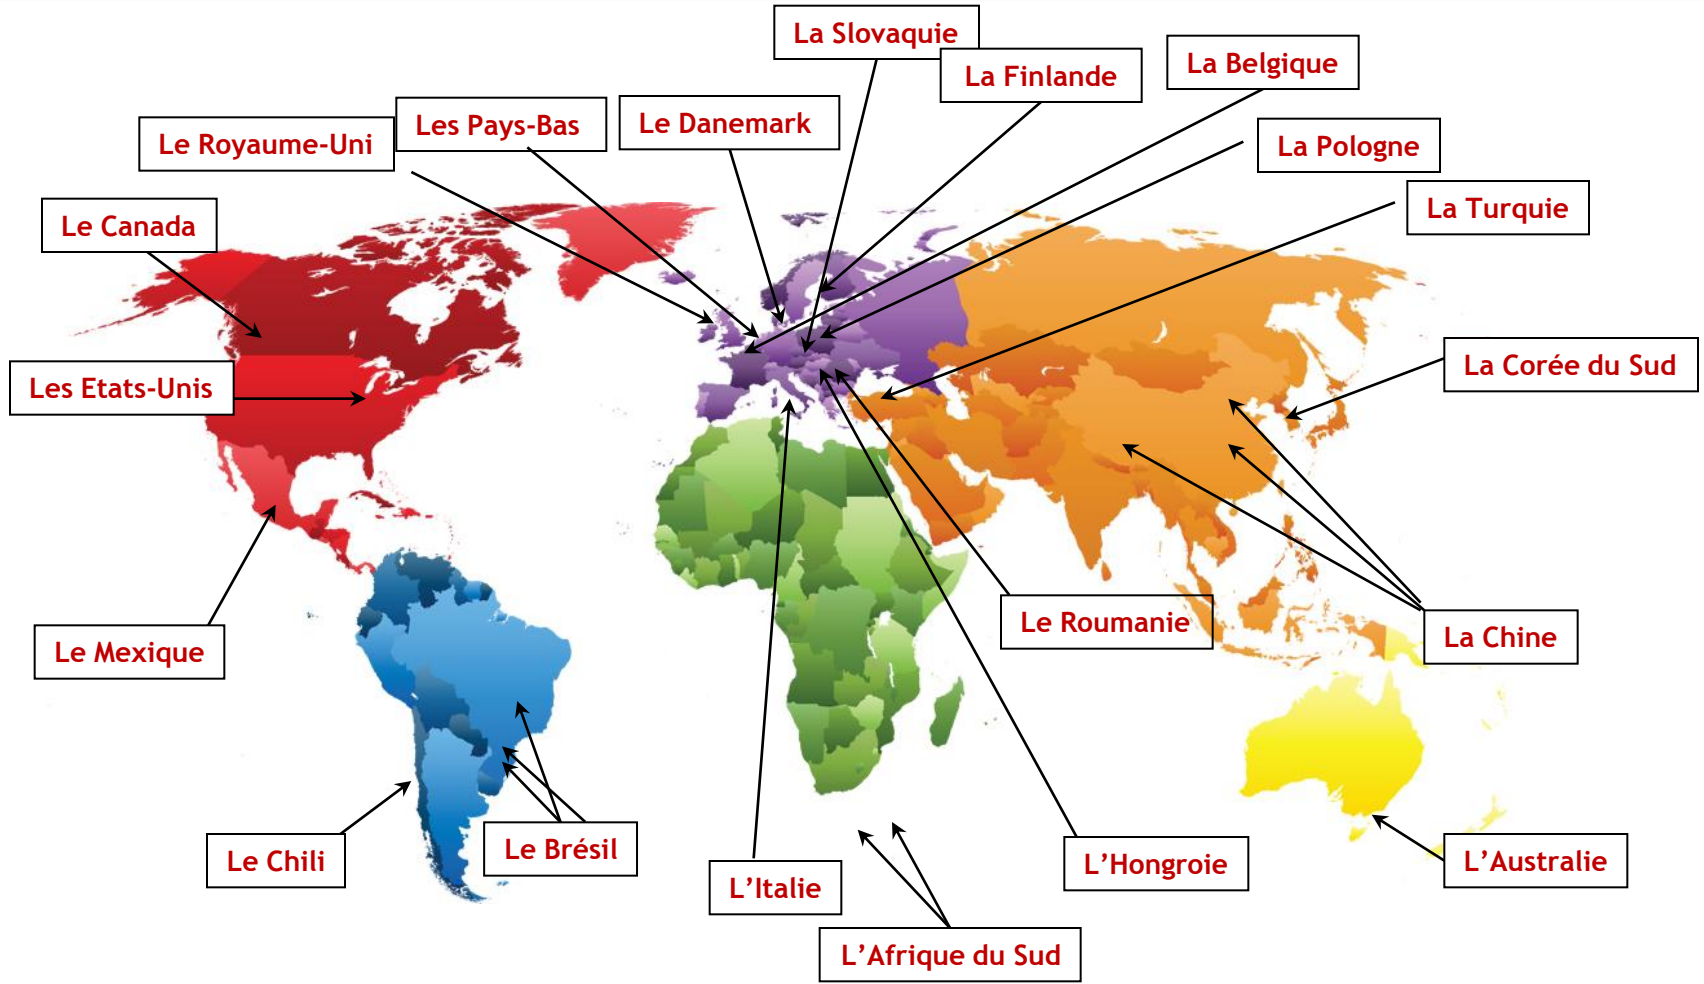 La Slovaquie
La Finlande
La Belgique
Les Pays-Bas
Le Danemark
Le Royaume-Uni
La Pologne
La Turquie
Le Canada
La Corée du Sud
Les Etats-Unis
Le Roumanie
La Chine
Le Mexique
Le Chili
Le Brésil
L’Italie
L’Hongroie
L’Australie
L’Afrique du Sud